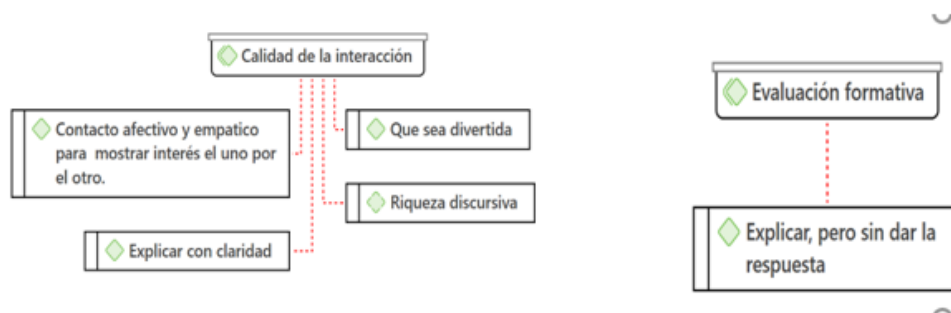 Calidad de la interacción
Contacto afectivo y empatico
para mostrar interés el uno por
el otro.
Que sea divertida
Riqueza discursiva
Explicar con claridad
Evaluación formativa
Explicar, pero sin dar la
respuesta